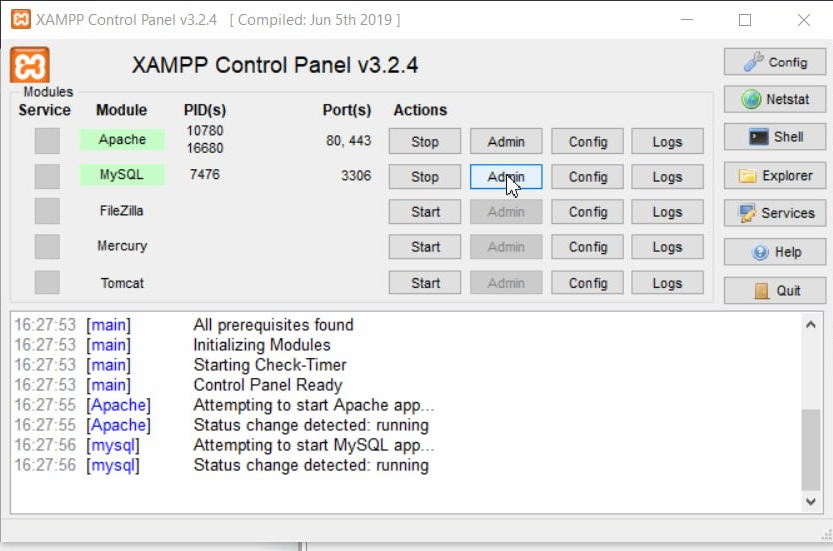 XAMPP Control Panel v3.2.4 [ Compiled: Jun 5th 2019 ]
XAMPP Control Panel v3.2.4
Config
Modules
Service Module PID(s) Port(s) Actions
Netstat
Apache 10780 16680 80, 443 Stop Admin Config Logs
Shell
MySQL 7476 3306 Stop Admin Config Logs
Explorer
FileZilla Start Admin Config Logs
Services
Mercury Start Admin Config Logs
Help
Tomcat Start Admin Config Logs
Quit
16:27:53 [main] All prerequisites found
16:27:53 [main] Initializing Modules
16:27:53 [main] Starting Check-Timer
16:27:53 [main] Control Panel Ready
16:27:55 [Apache] Attempting to start Apache app...
16:27:55 [Apache] Status change detected: running
16:27:56 [mysql] Attempting to start MySQL app...
16:27:56 [mysql] Status change detected: running